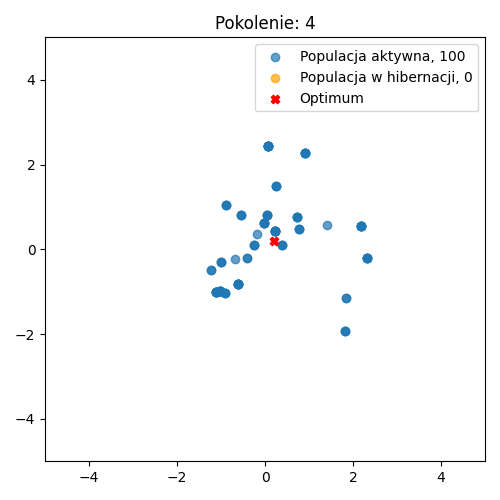 Pokolenie: 4
Populacja aktywna, 100
Populacja w hibernacji, 0
Optimum
4
2
0
−2
−4
−4 −2 0 2 4